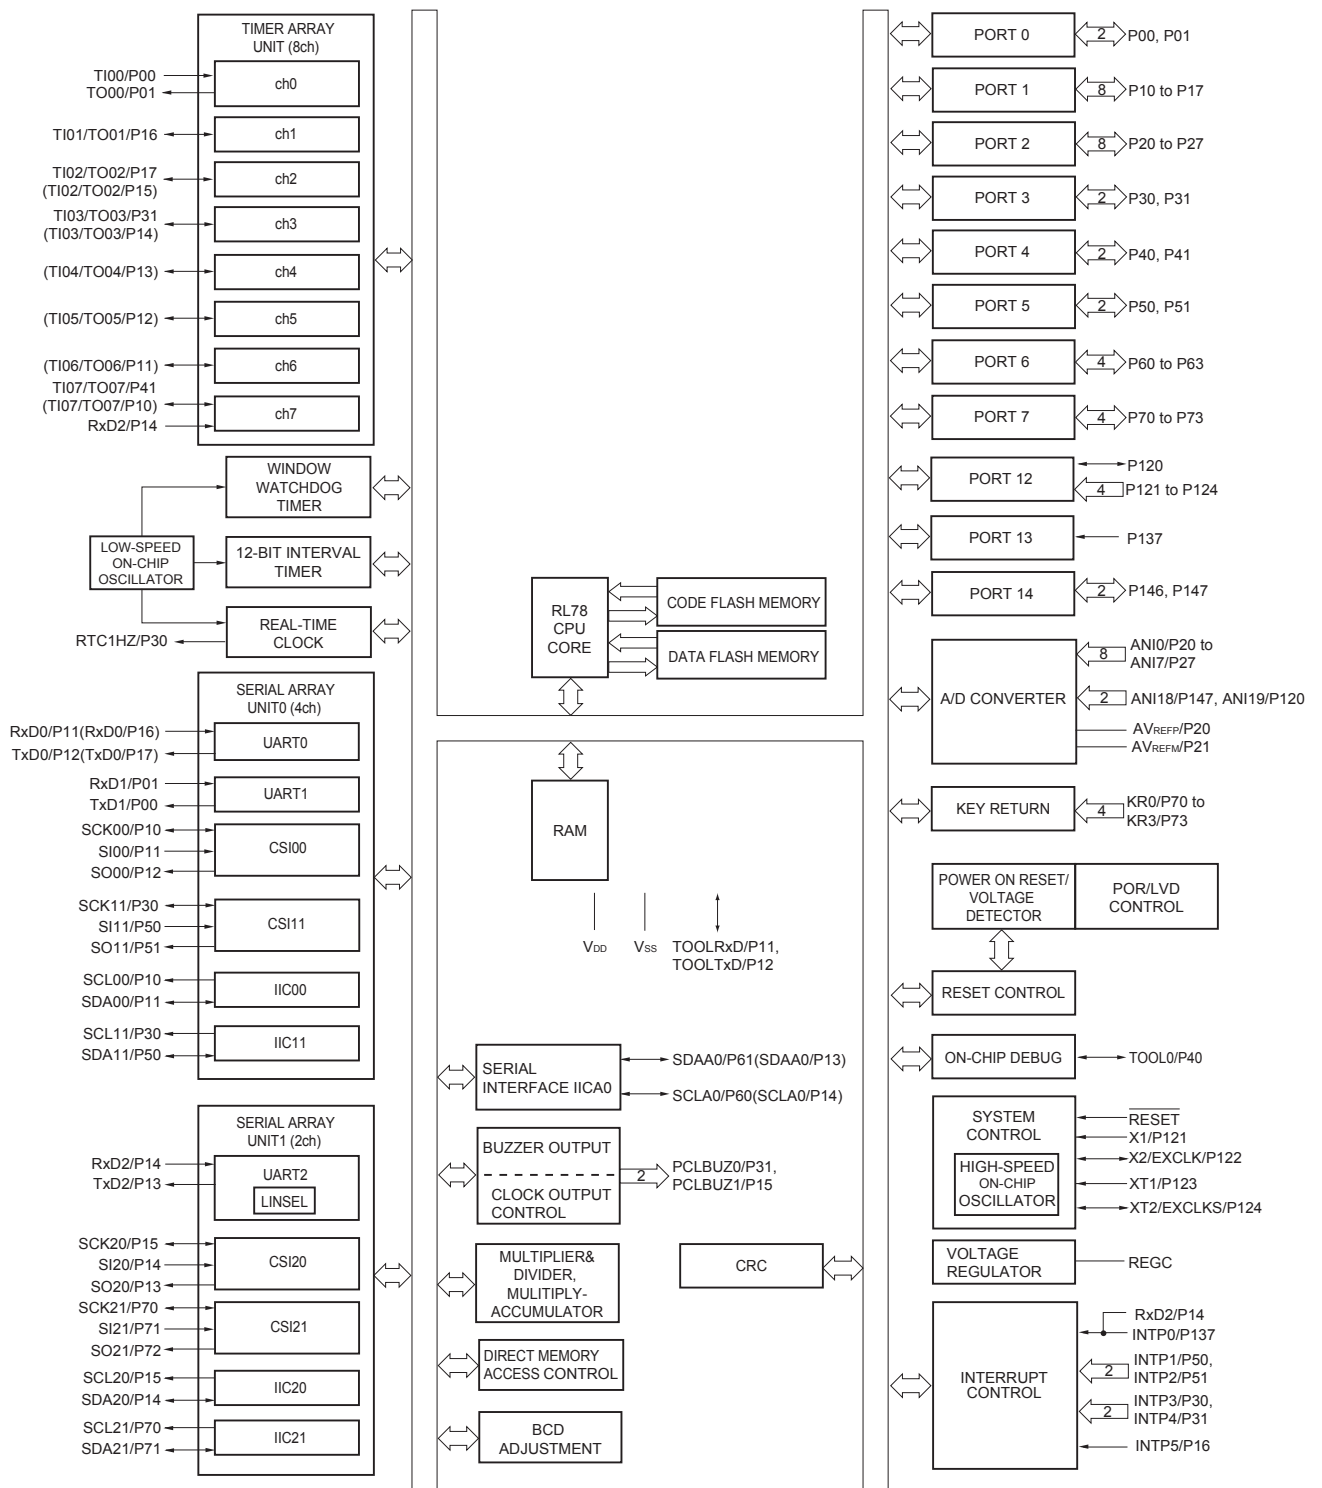 TIMER ARRAY
UNIT (8ch)
TI00/P00
TO00/P01
ch0
TI01/TO01/P16
ch1
TI02/TO02/P17
(TI02/TO02/P15)
ch2
TI03/TO03/P31
(TI03/TO03/P14)
ch3
(TI04/TO04/P13)
ch4
(TI05/TO05/P12)
ch5
(TI06/TO06/P11)
ch6
TI07/TO07/P41
(TI07/TO07/P10)
RxD2/P14
ch7
WINDOW
WATCHDOG
TIMER
LOW-SPEED
ON-CHIP
OSCILLATOR
12-BIT INTERVAL
TIMER
RTC1HZ/P30
REAL-TIME
CLOCK
SERIAL ARRAY
UNIT0 (4ch)
RxD0/P11(RxD0/P16)
TxD0/P12(TxD0/P17)
UART0
RxD1/P01
TxD1/P00
UART1
SCK00/P10
SI00/P11
SO00/P12
CSI00
SCK11/P30
SI11/P50
SO11/P51
CSI11
SCL00/P10
SDA00/P11
IIC00
SCL11/P30
SDA11/P50
IIC11
SERIAL ARRAY
UNIT1 (2ch)
RxD2/P14
TxD2/P13
UART2
LINSEL
SCK20/P15
SI20/P14
SO20/P13
CSI20
SCK21/P70
SI21/P71
SO21/P72
CSI21
SCL20/P15
SDA20/P14
IIC20
SCL21/P70
SDA21/P71
IIC21
RL78
CPU
CORE
CODE FLASH MEMORY
DATA FLASH MEMORY
RAM
VDD
VSS
TOOLRxD/P11,
TOOLTxD/P12
SERIAL
INTERFACE IICA0
SDAA0/P61(SDAA0/P13)
SCLA0/P60(SCLA0/P14)
BUZZER OUTPUT
CLOCK OUTPUT
CONTROL
2
PCLBUZ0/P31,
PCLBUZ1/P15
MULTIPLIER&
DIVIDER,
MULITIPLY-
ACCUMULATOR
CRC
DIRECT MEMORY
ACCESS CONTROL
BCD
ADJUSTMENT
PORT 0
2
P00, P01
PORT 1
8
P10 to P17
PORT 2
8
P20 to P27
PORT 3
2
P30, P31
PORT 4
2
P40, P41
PORT 5
2
P50, P51
PORT 6
4
P60 to P63
PORT 7
4
P70 to P73
PORT 12
P120
4
P121 to P124
PORT 13
P137
PORT 14
2
P146, P147
A/D CONVERTER
8
ANI0/P20 to
ANI7/P27
2
ANI18/P147, ANI19/P120
AVREFP/P20
AVREFM/P21
KEY RETURN
4
KR0/P70 to
KR3/P73
POWER ON RESET/
VOLTAGE
DETECTOR
POR/LVD
CONTROL
RESET CONTROL
ON-CHIP DEBUG
TOOL0/P40
SYSTEM
CONTROL
HIGH-SPEED
ON-CHIP
OSCILLATOR
RESET
X1/P121
X2/EXCLK/P122
XT1/P123
XT2/EXCLKS/P124
VOLTAGE
REGULATOR
REGC
INTERRUPT
CONTROL
RxD2/P14
INTP0/P137
2
INTP1/P50,
INTP2/P51
2
INTP3/P30,
INTP4/P31
INTP5/P16